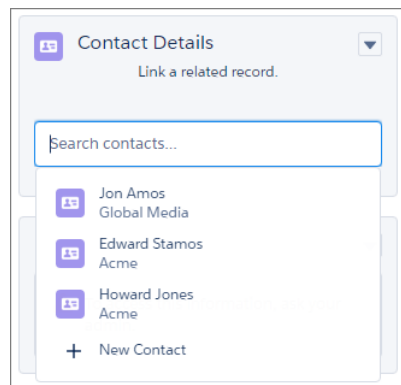 Contact Details
Link a related record.
Search contacts...
Jon Amos
Global Media
Edward Stamos
Acme
Howard Jones
Acme
+ New Contact